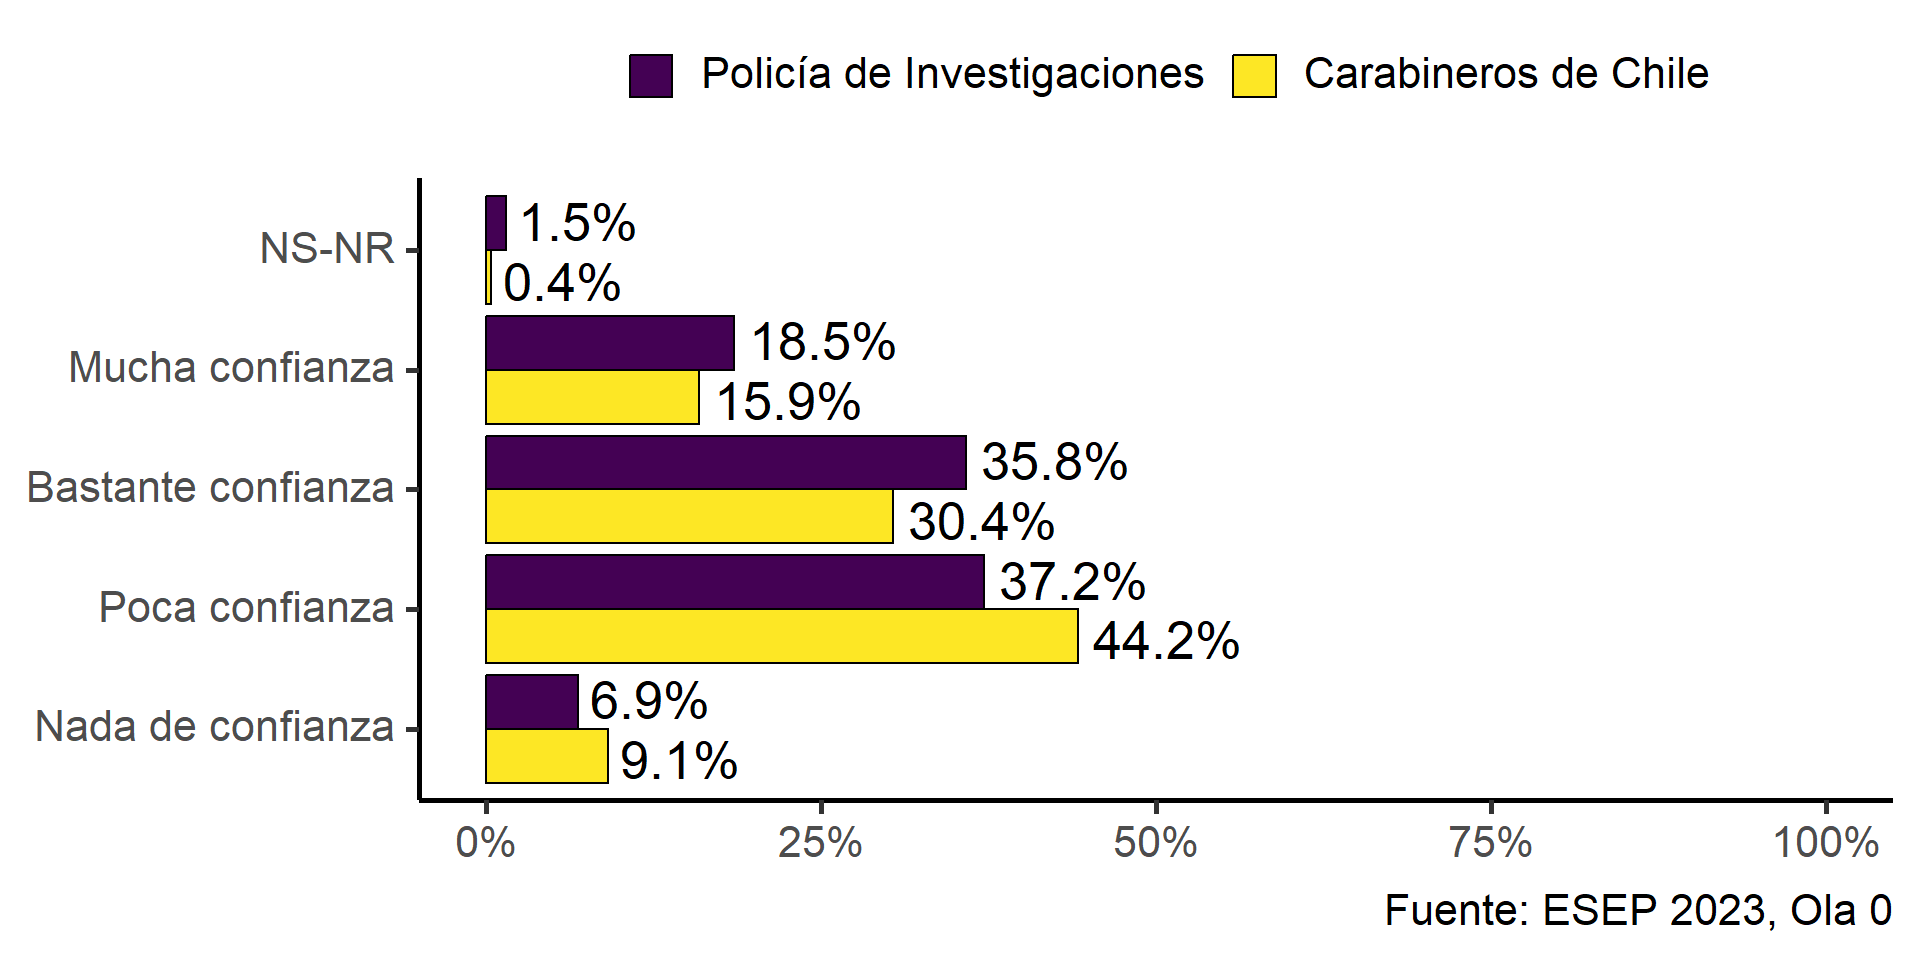 Policía de Investigaciones Carabineros de Chile
NS-NR
1.5%
0.4%
Mucha confianza
18.5%
15.9%
Bastante confianza
35.8%
30.4%
Poca confianza
37.2%
44.2%
Nada de confianza
6.9%
9.1%
0% 25% 50% 75% 100%
Fuente: ESEP 2023, Ola 0